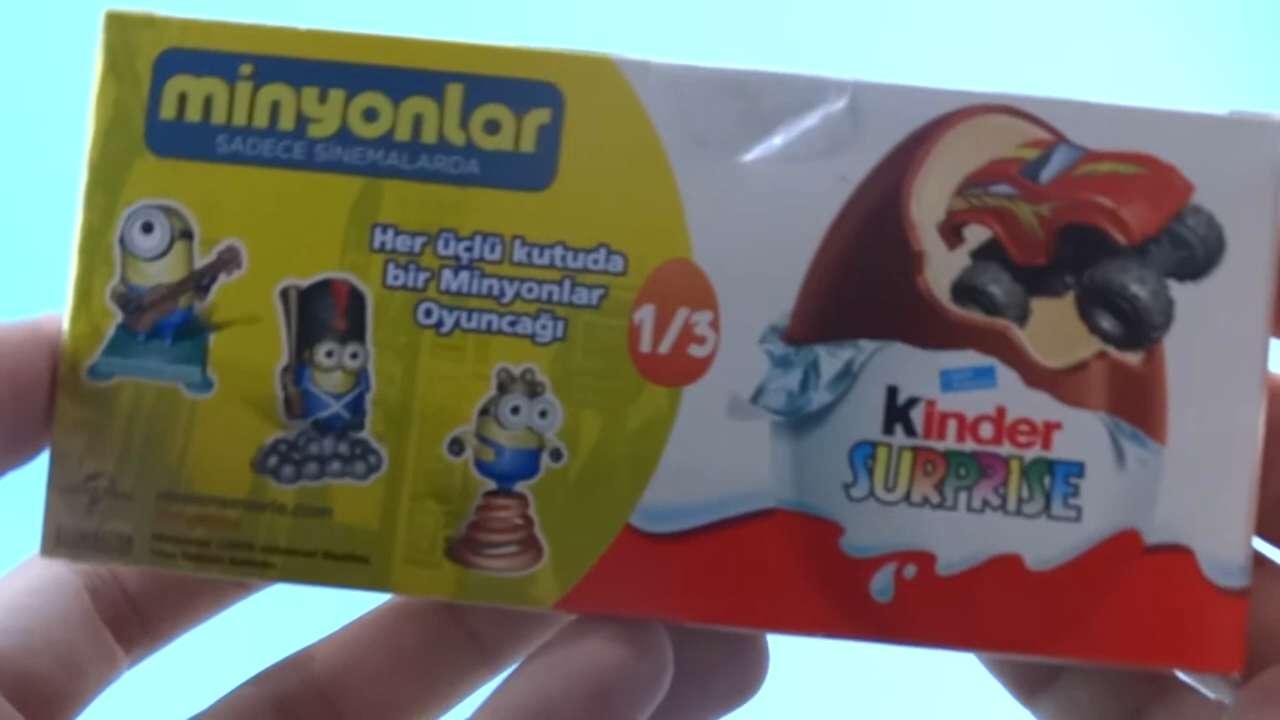 minyonlar
SADECE SİNEMALARDA
Her üçlü kutuda
bir Minyonlar
Oyuncağı
1/3
Kinder
SURPRISE